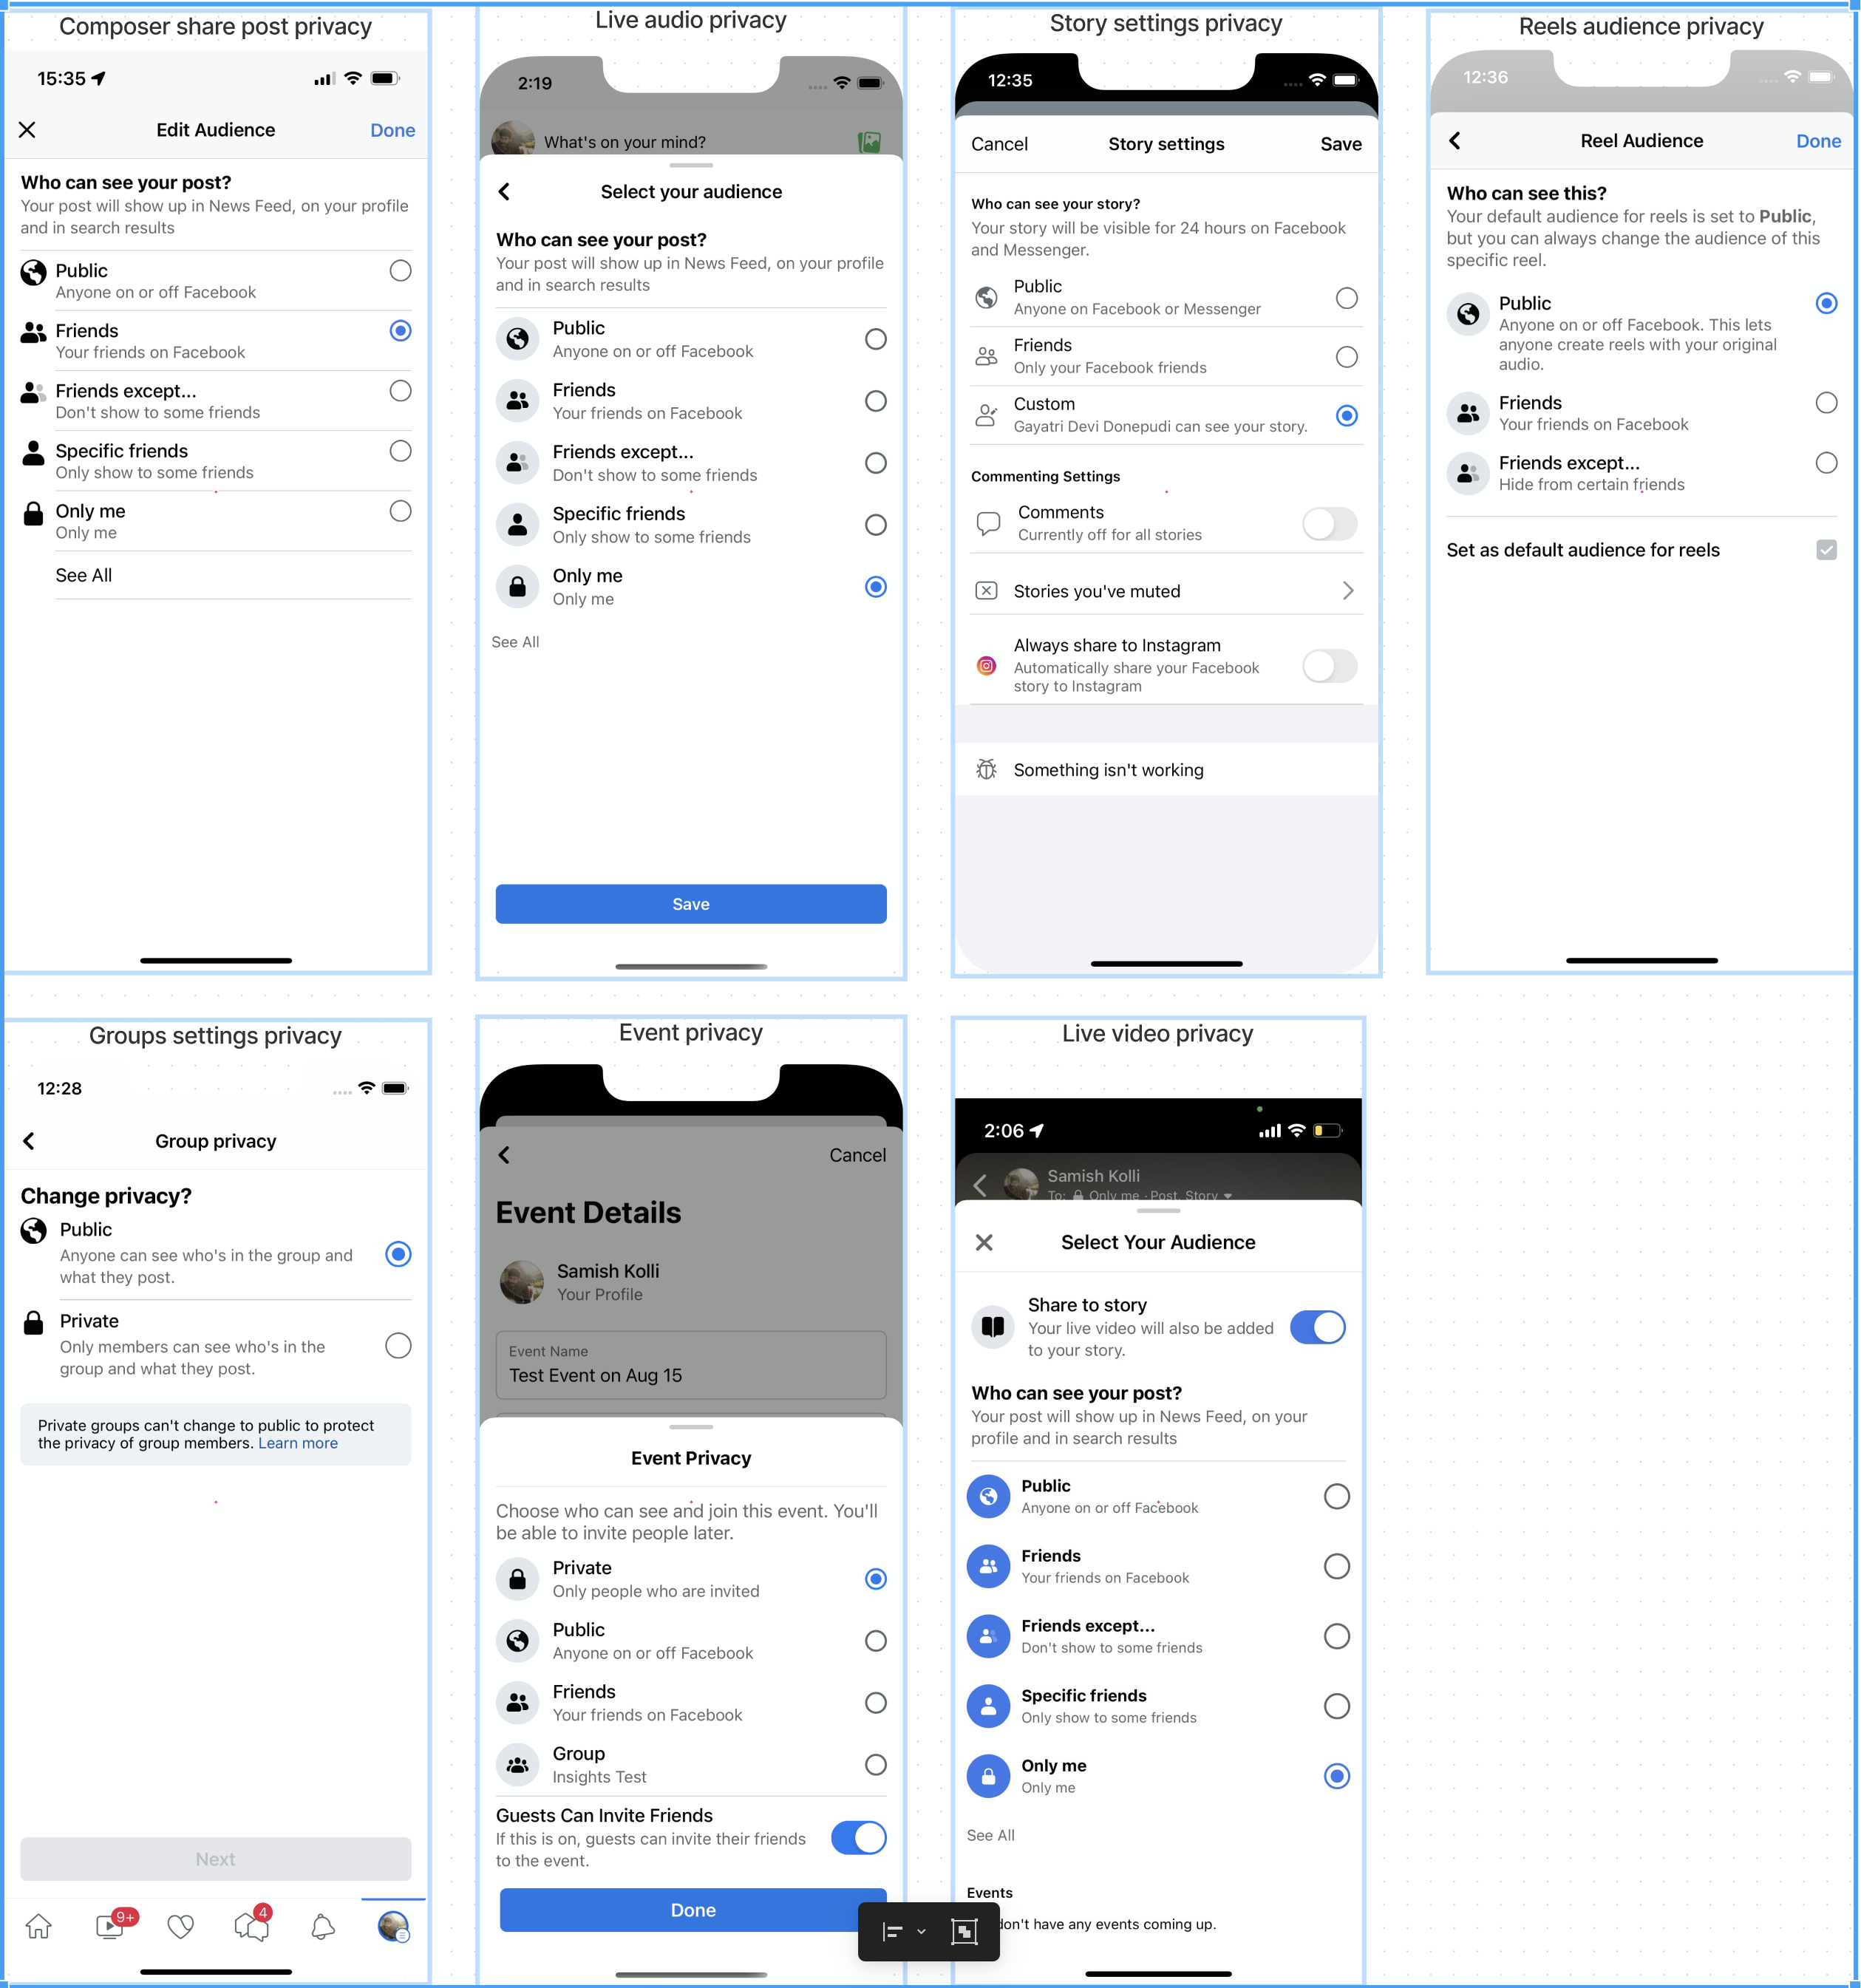 Composer share post privacy
15:35
Edit Audience
Done
Who can see your post?
Your post will show up in News Feed, on your profile
and in search results
Public
Anyone on or off Facebook
Friends
Your friends on Facebook
Friends except...
Don't show to some friends
Specific friends
Only show to some friends
Only me
Only me
See All
Live audio privacy
2:19
What's on your mind?
Select your audience
Who can see your post?
Your post will show up in News Feed, on your profile
and in search results
Public
Anyone on or off Facebook
Friends
Your friends on Facebook
Friends except...
Don't show to some friends
Specific friends
Only show to some friends
Only me
Only me
See All
Save
Story settings privacy
12:35
Cancel
Story settings
Save
Who can see your story?
Your story will be visible for 24 hours on Facebook
and Messenger.
Public
Anyone on Facebook or Messenger
Friends
Only your Facebook friends
Custom
Gayatri Devi Donepudi can see your story.
Commenting Settings
Comments
Currently off for all stories
Stories you've muted
Always share to Instagram
Automatically share your Facebook
story to Instagram
Something isn't working
Reels audience privacy
12:36
Reel Audience
Done
Who can see this?
Your default audience for reels is set to Public,
but you can always change the audience of this
specific reel.
Public
Anyone on or off Facebook. This lets
anyone create reels with your original
audio.
Friends
Your friends on Facebook
Friends except...
Hide from certain friends
Set as default audience for reels
Groups settings privacy
12:28
Group privacy
Change privacy?
Public
Anyone can see who's in the group and
what they post.
Private
Only members can see who's in the
group and what they post.
Private groups can't change to public to protect
the privacy of group members. Learn more
Next
9+
4
Event privacy
Cancel
Event Details
Samish Kolli
Your Profile
Event Name
Test Event on Aug 15
Event Privacy
Choose who can see and join this event. You'll
be able to invite people later.
Private
Only people who are invited
Public
Anyone on or off Facebook
Friends
Your friends on Facebook
Group
Insights Test
Guests Can Invite Friends
If this is on, guests can invite their friends
to the event.
Done
Live video privacy
2:06
Samish Kolli
To: Only me · Post, Story
Select Your Audience
Share to story
Your live video will also be added
to your story.
Who can see your post?
Your post will show up in News Feed, on your
profile and in search results
Public
Anyone on or off Facebook
Friends
Your friends on Facebook
Friends except...
Don't show to some friends
Specific friends
Only show to some friends
Only me
Only me
See All
Events
don't have any events coming up.